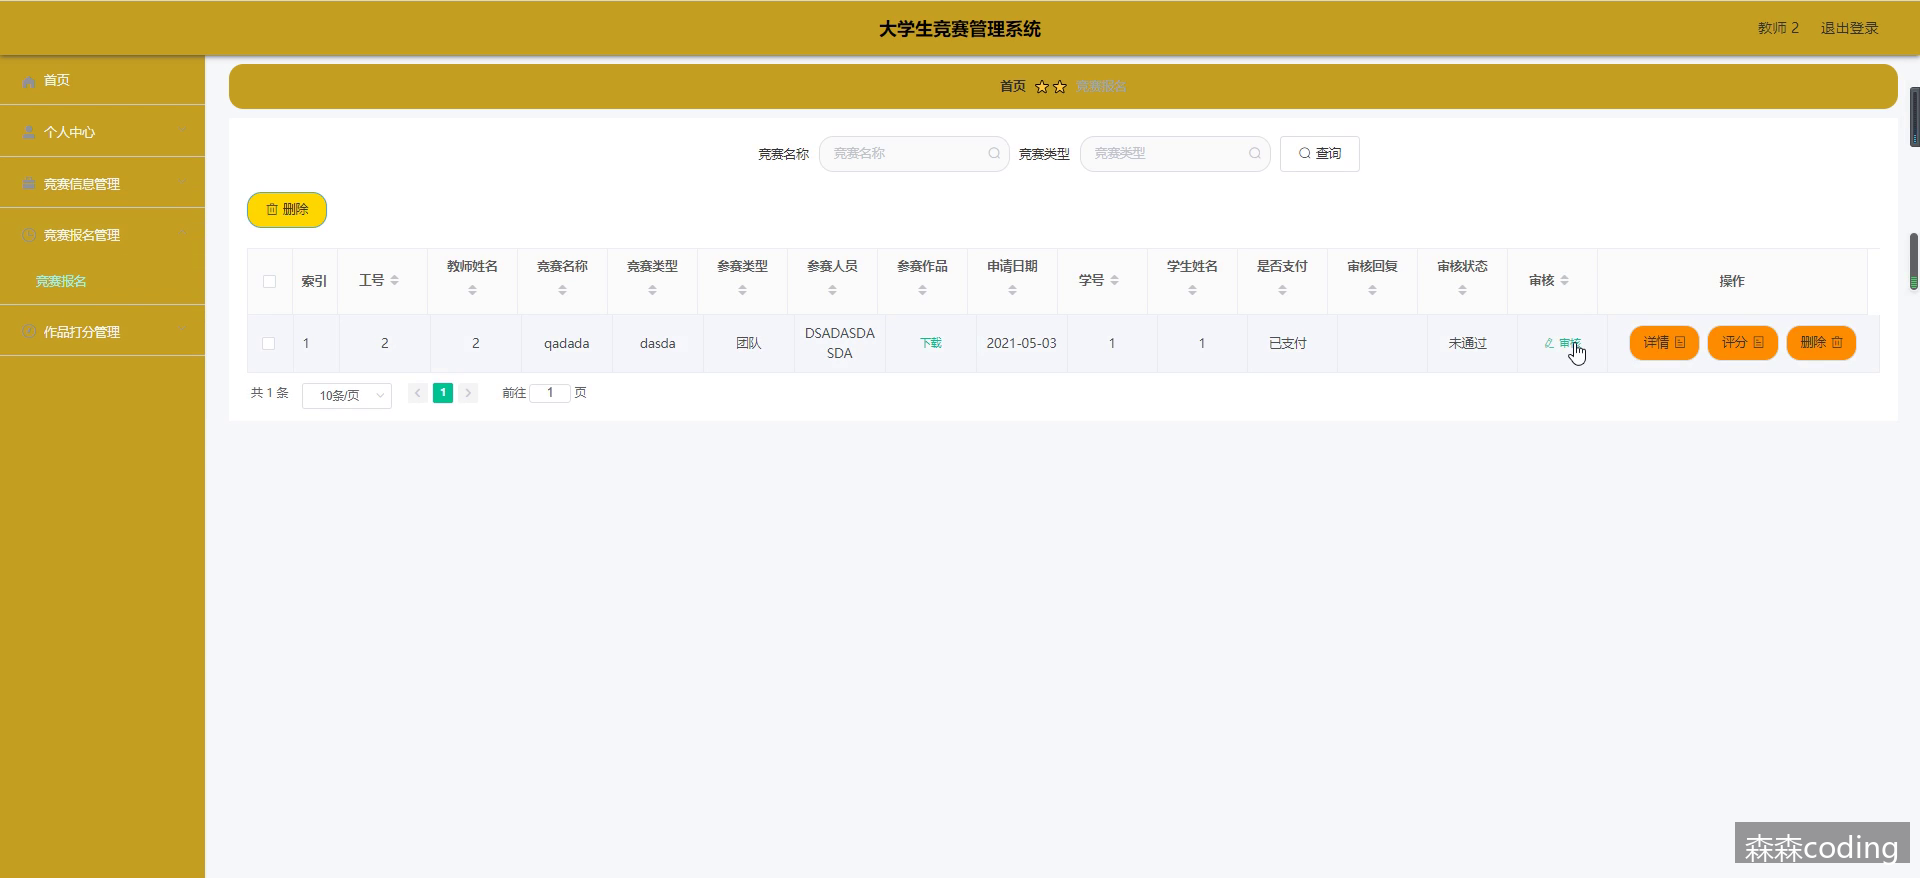 大学生竞赛管理系统
教师 2 退出登录
首页
个人中心
竞赛信息管理
竞赛报名管理
竞赛报名
作品打分管理
首页 竞赛报名
竞赛名称 竞赛名称 竞赛类型 竞赛类型 查询
删除
索引 工号 教师姓名 竞赛名称 竞赛类型 参赛类型 参赛人员 参赛作品 申请日期 学号 学生姓名 是否支付 审核回复 审核状态 审核 操作
1 2 2 qadada dasda 团队 DSADASDA 下载 2021-05-03 1 1 已支付 未通过 审核 详情 评分 删除
SDA
共 1 条 10条/页 1 前往 1 页
森森coding